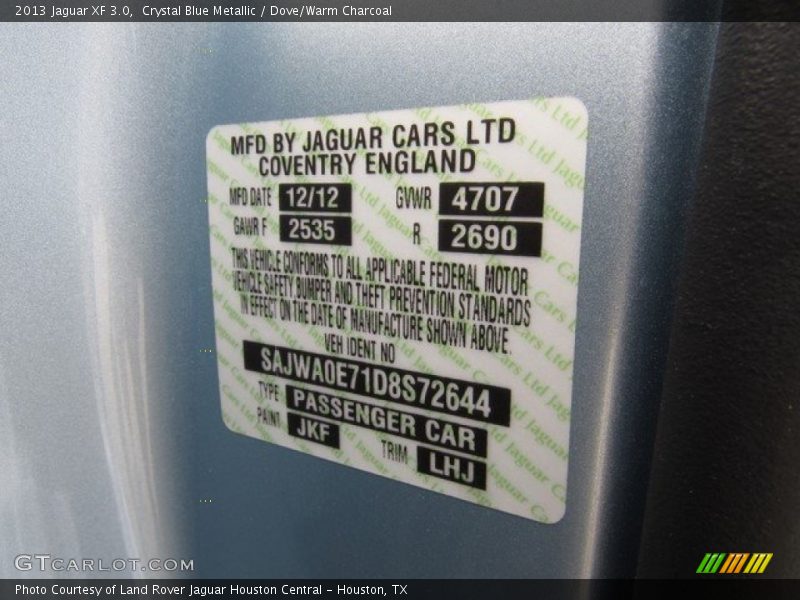 2013 Jaguar XF 3.0, Crystal Blue Metallic / Dove/Warm Charcoal
MFD BY JAGUAR CARS LTD
COVENTRY ENGLAND
MFD DATE 12/12 GVWR 4707
GAWR F 2535 R 2690
THIS VEHICLE CONFORMS TO ALL APPLICABLE FEDERAL MOTOR
VEHICLE SAFETY BUMPER AND THEFT PREVENTION STANDARDS
IN EFFECT ON THE DATE OF MANUFACTURE SHOWN ABOVE.
VEH IDENT NO
SAJWA0E71D8S72644
TYPE PASSENGER CAR
PAINT JKF TRIM LHJ
GTCARLOT.COM
Photo Courtesy of Land Rover Jaguar Houston Central - Houston, TX